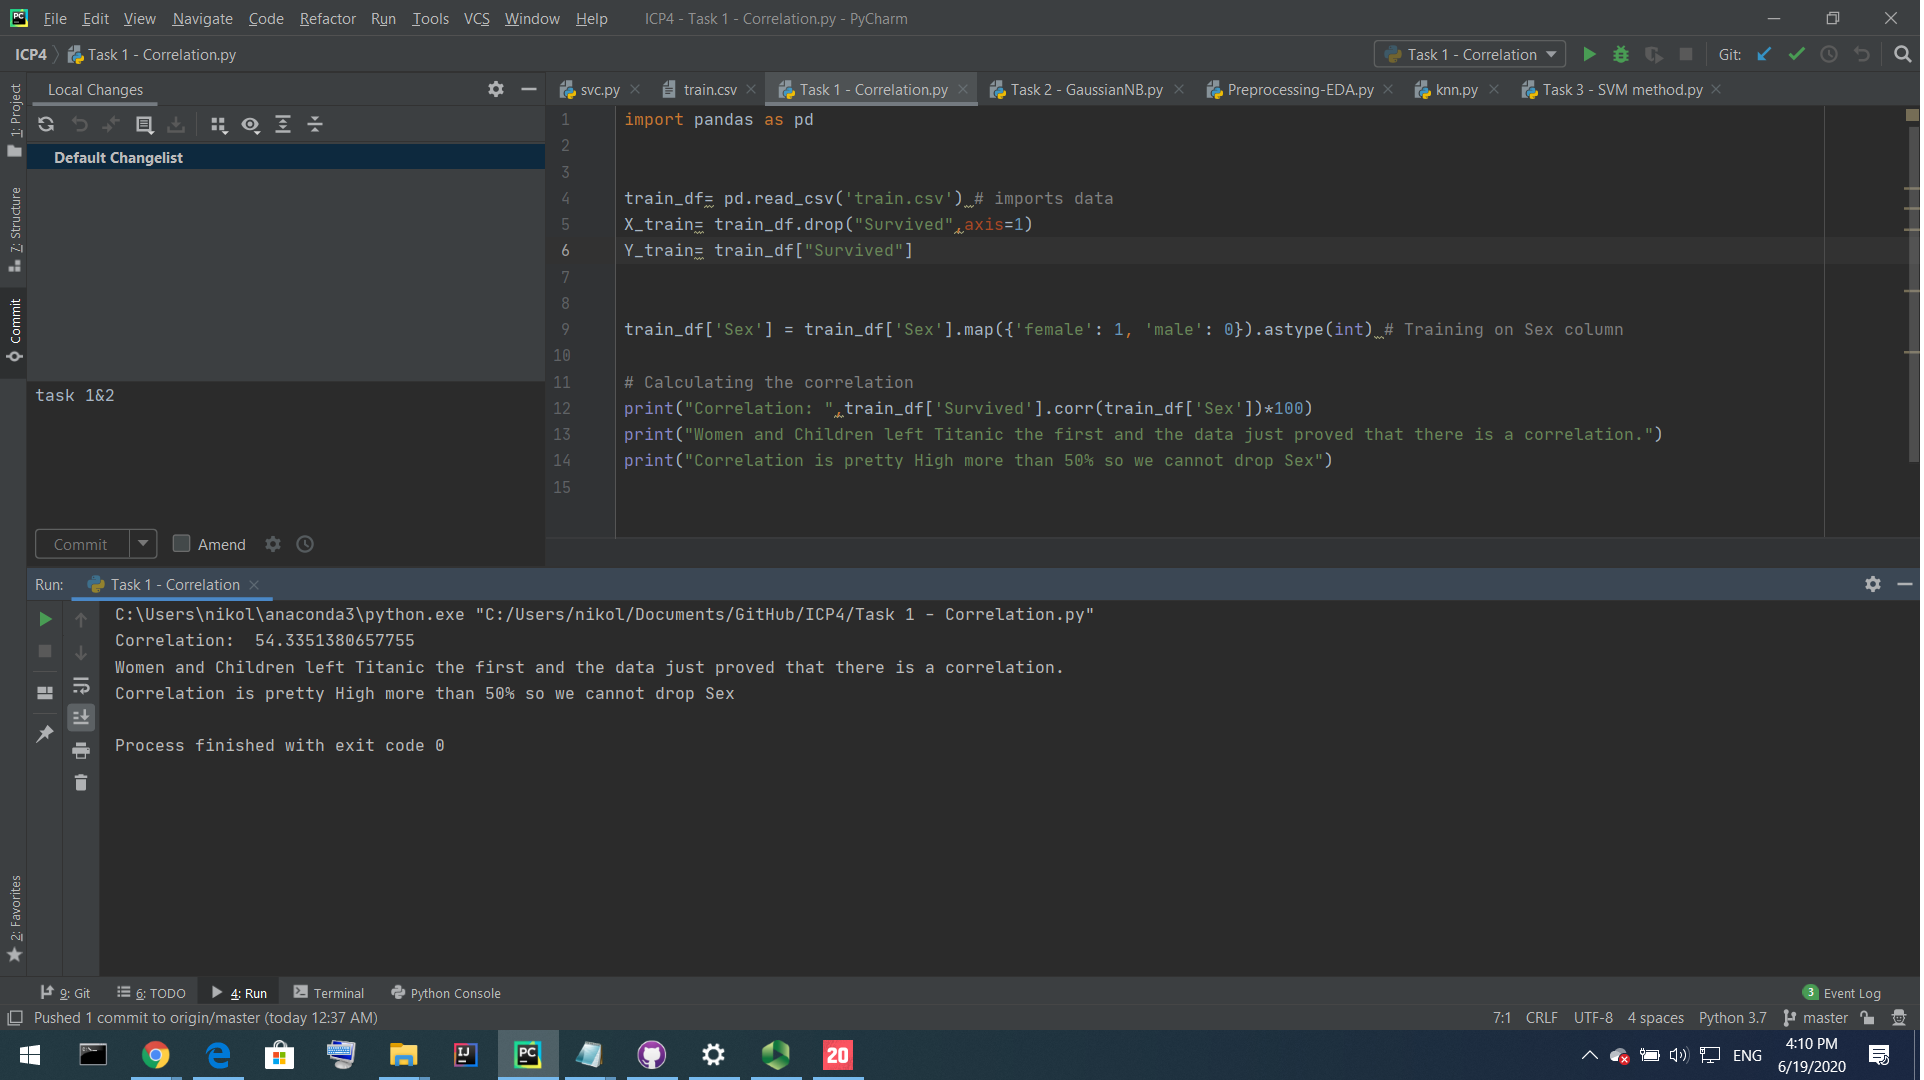 File Edit View Navigate Code Refactor Run Tools VCS Window Help ICP4 - Task 1 - Correlation.py - PyCharm
ICP4 Task 1 - Correlation.py Task 1 - Correlation Git:
Local Changes svc.py train.csv Task 1 - Correlation.py Task 2 - GaussianNB.py Preprocessing-EDA.py knn.py Task 3 - SVM method.py
1: Project
7: Structure
Commit
2: Favorites
Default Changelist
task 1&2
Commit Amend
1 import pandas as pd
2
3
4 train_df= pd.read_csv('train.csv') # imports data
5 X_train= train_df.drop("Survived",axis=1)
6 Y_train= train_df["Survived"]
7
8
9 train_df['Sex'] = train_df['Sex'].map({'female': 1, 'male': 0}).astype(int) # Training on Sex column
10
11 # Calculating the correlation
12 print("Correlation: ",train_df['Survived'].corr(train_df['Sex'])*100)
13 print("Women and Children left Titanic the first and the data just proved that there is a correlation.")
14 print("Correlation is pretty High more than 50% so we cannot drop Sex")
15
Run: Task 1 - Correlation
C:\Users\nikol\anaconda3\python.exe "C:/Users/nikol/Documents/GitHub/ICP4/Task 1 - Correlation.py"
Correlation:  54.3351380657755
Women and Children left Titanic the first and the data just proved that there is a correlation.
Correlation is pretty High more than 50% so we cannot drop Sex
Process finished with exit code 0
9: Git 6: TODO 4: Run Terminal Python Console 3 Event Log
Pushed 1 commit to origin/master (today 12:37 AM) 7:1 CRLF UTF-8 4 spaces Python 3.7 master
PC
IJ
PC
20
ENG
4:10 PM
6/19/2020